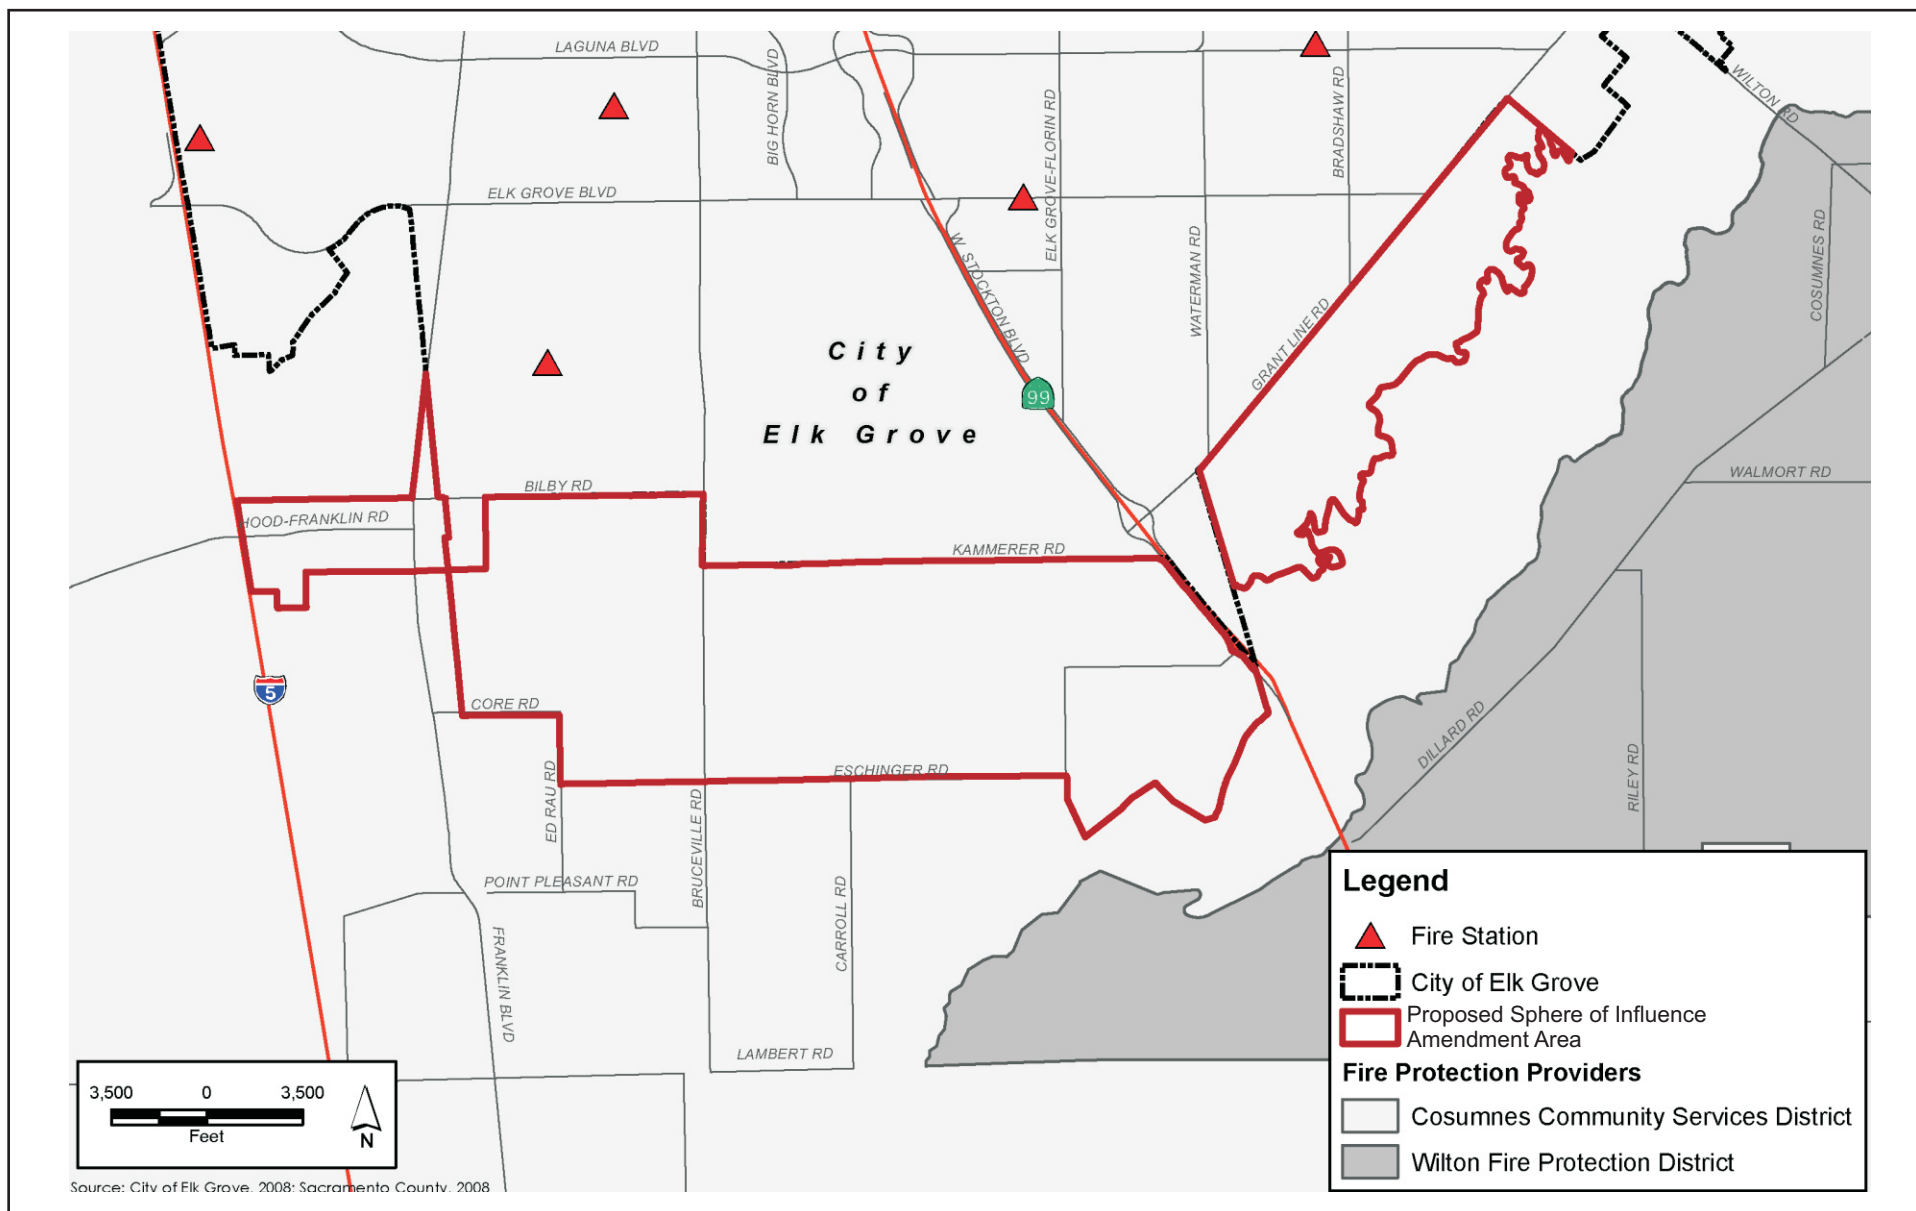 LAGUNA BLVD
BIG HORN BLVD
ELK GROVE-FLORIN RD
BRADSHAW RD
WILTON RD
ELK GROVE BLVD
W STOCKTON BLVD
WATERMAN RD
COSUMNES RD
GRANT LINE RD
City
of
Elk Grove
99
BILBY RD
HOOD-FRANKLIN RD
KAMMERER RD
WALMORT RD
5
CORE RD
DILLARD RD
ESCHINGER RD
ED RAU RD
BRUCEVILLE RD
RILEY RD
POINT PLEASANT RD
CARROLL RD
FRANKLIN BLVD
LAMBERT RD
Legend
Fire Station
City of Elk Grove
Proposed Sphere of Influence
Amendment Area
Fire Protection Providers
Cosumnes Community Services District
Wilton Fire Protection District
3,500 0 3,500
Feet
N
Source: City of Elk Grove, 2008; Sacramento County, 2008